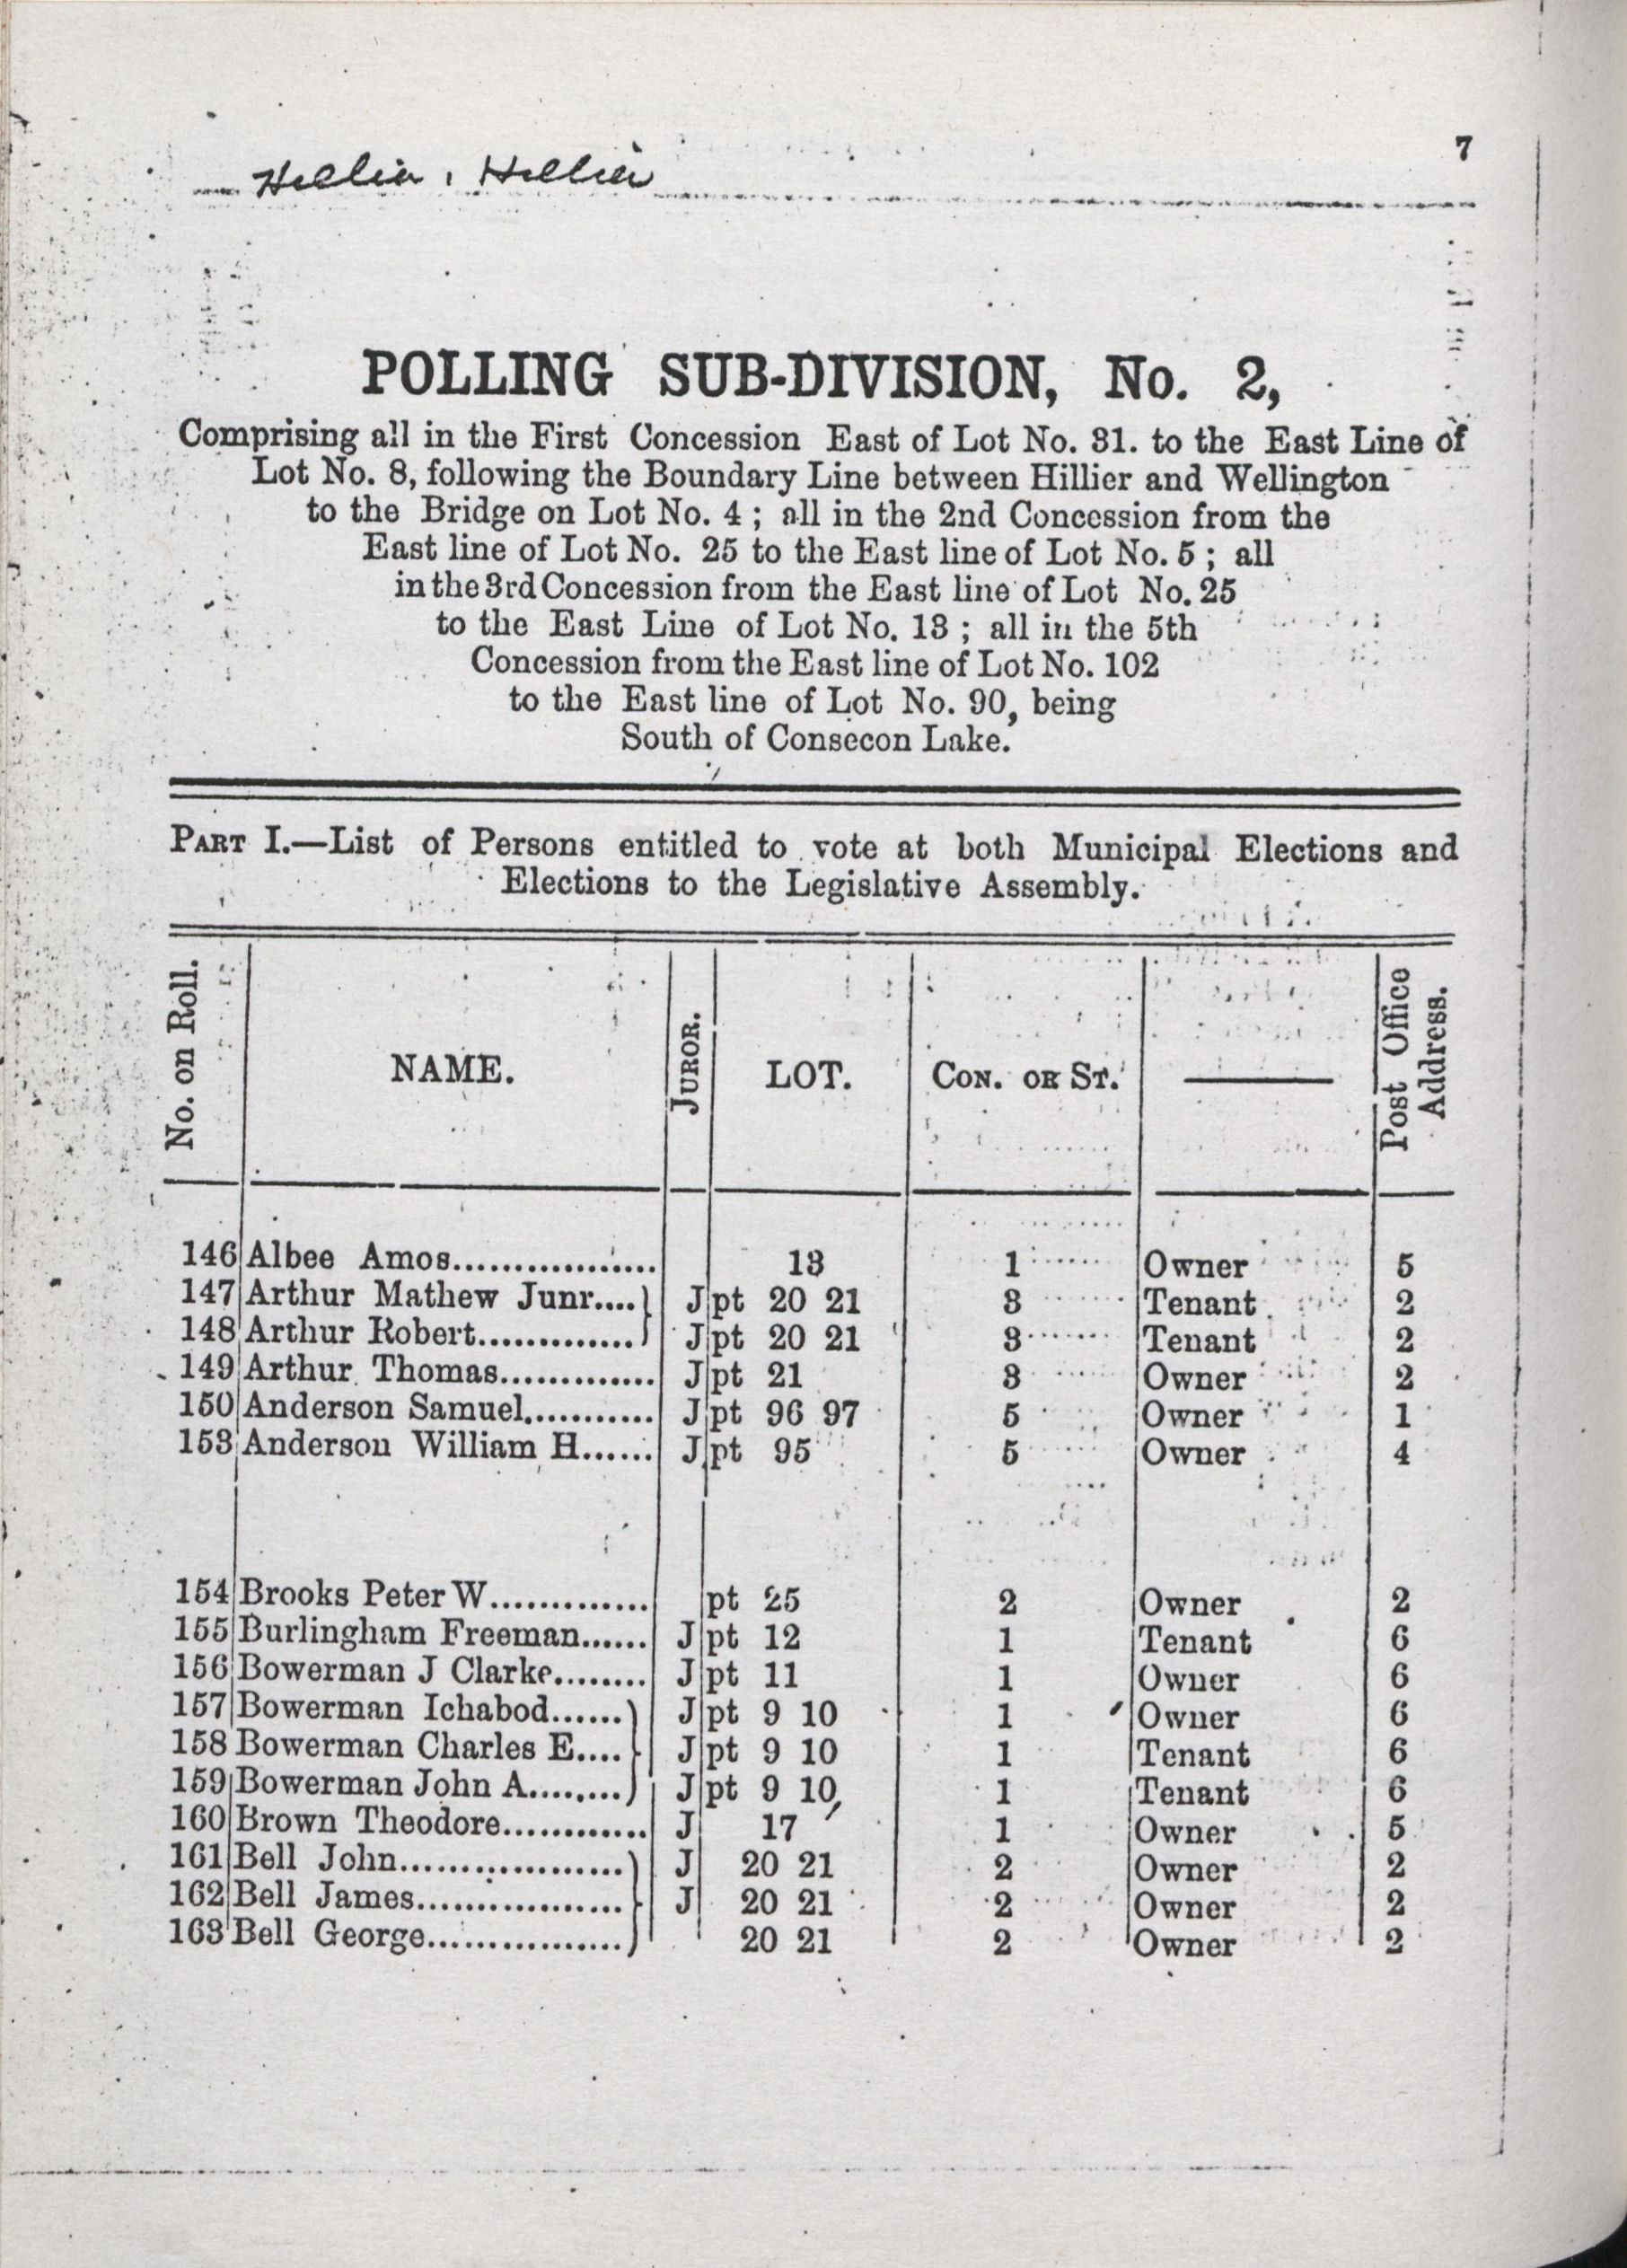 7
Hillier, Hillier
POLLING SUB-DIVISION, No. 2,
Comprising all in the First Concession East of Lot No. 31. to the East Line of
Lot No. 8, following the Boundary Line between Hillier and Wellington
to the Bridge on Lot No. 4 ; all in the 2nd Concession from the
East line of Lot No. 25 to the East line of Lot No. 5 ; all
in the 3rd Concession from the East line of Lot No. 25
to the East Line of Lot No. 13 ; all in the 5th
Concession from the East line of Lot No. 102
to the East line of Lot No. 90, being
South of Consecon Lake.
PART I.—List of Persons entitled to vote at both Municipal Elections and
Elections to the Legislative Assembly.
No. on Roll. NAME. JUROR. LOT. CON. OR ST. Post Office Address.
146 Albee Amos................. 13 1 Owner 5
147 Arthur Mathew Junr.... J pt 20 21 3 Tenant 2
148 Arthur Robert............. J pt 20 21 3 Tenant 2
149 Arthur Thomas............. J pt 21 3 Owner 2
150 Anderson Samuel........... J pt 96 97 5 Owner 1
153 Anderson William H...... J pt 95 5 Owner 4
154 Brooks Peter W............. pt 25 2 Owner 2
155 Burlingham Freeman...... J pt 12 1 Tenant 6
156 Bowerman J Clarke........ J pt 11 1 Owner 6
157 Bowerman Ichabod...... J pt 9 10 1 Owner 6
158 Bowerman Charles E.... J pt 9 10 1 Tenant 6
159 Bowerman John A........ J pt 9 10 1 Tenant 6
160 Brown Theodore............ J 17 1 Owner 5
161 Bell John................... J 20 21 2 Owner 2
162 Bell James................. J 20 21 2 Owner 2
163 Bell George................ 20 21 2 Owner 2